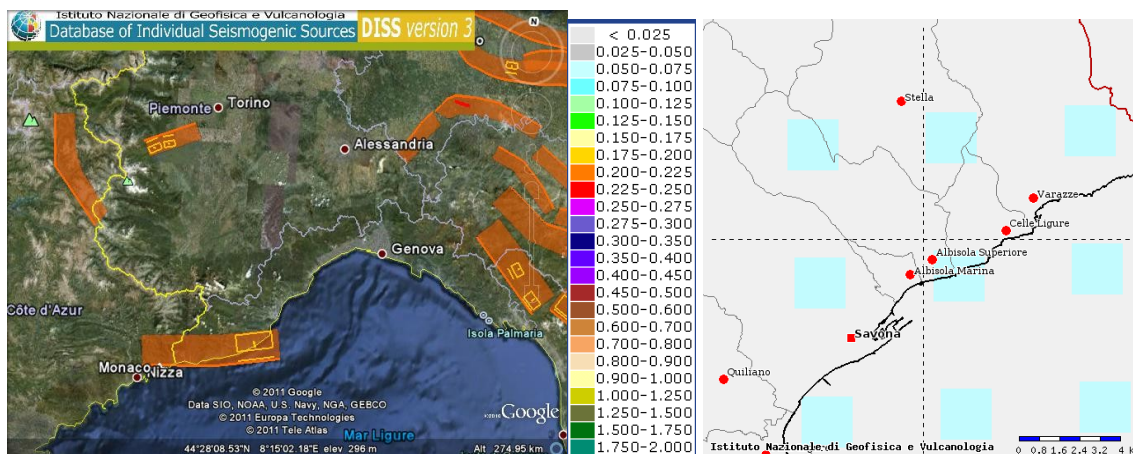 Istituto Nazionale di Geofisica e Vulcanologia
Database of Individual Seismogenic Sources DISS version 3
N
Piemonte
Torino
Alessandria
Genova
Côte d'Azur
Isola Palmaria
Monaco
Nizza
© 2011 Google
Data SIO, NOAA, U.S. Navy, NGA, GEBCO
© 2011 Europa Technologies
© 2011 Tele Atlas
Google
Mar Ligure
44°28'08.53"N 8°15'02.18"E elev 296 m
Alt 274.95 km
< 0.025
0.025-0.050
0.050-0.075
0.075-0.100
0.100-0.125
0.125-0.150
0.150-0.175
0.175-0.200
0.200-0.225
0.225-0.250
0.250-0.275
0.275-0.300
0.300-0.350
0.350-0.400
0.400-0.450
0.450-0.500
0.500-0.600
0.600-0.700
0.700-0.800
0.800-0.900
0.900-1.000
1.000-1.250
1.250-1.500
1.500-1.750
1.750-2.000
Stella
Varazze
Celle Ligure
Albisola Superiore
Albisola Marina
Savona
Quiliano
Istituto Nazionale di Geofisica e Vulcanologia
0 0.8 1.6 2.4 3.2 4 k